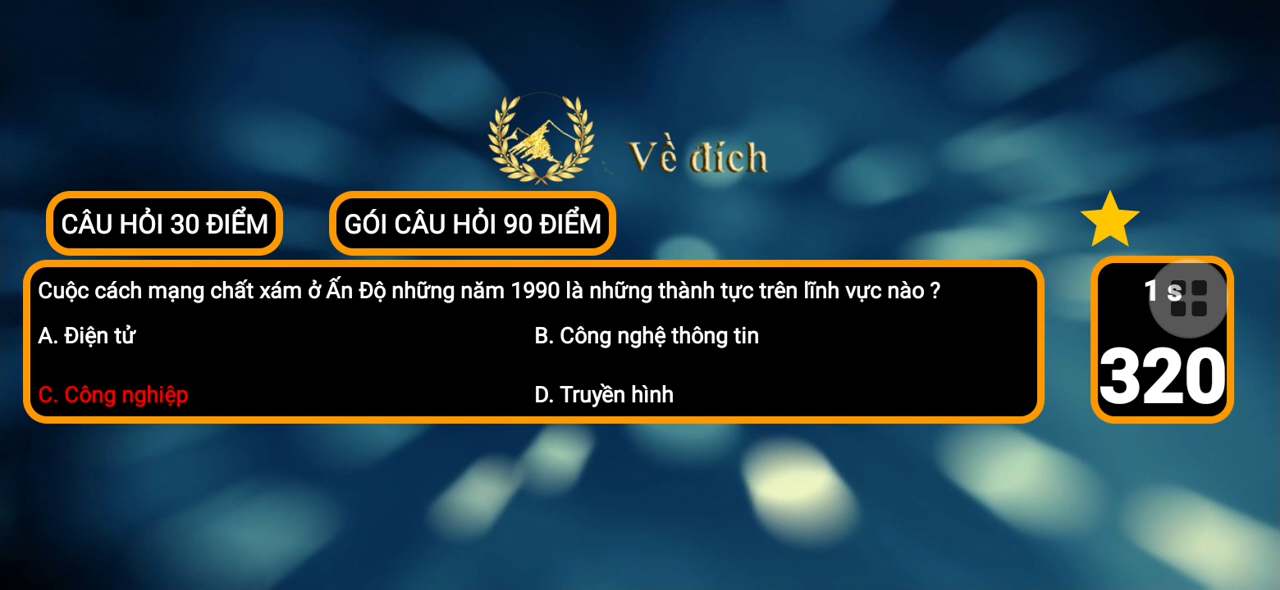 Về đích
CÂU HỎI 30 ĐIỂM
GÓI CÂU HỎI 90 ĐIỂM
Cuộc cách mạng chất xám ở Ấn Độ những năm 1990 là những thành tực trên lĩnh vực nào ?
A. Điện tử
B. Công nghệ thông tin
C. Công nghiệp
D. Truyền hình
1 s
320